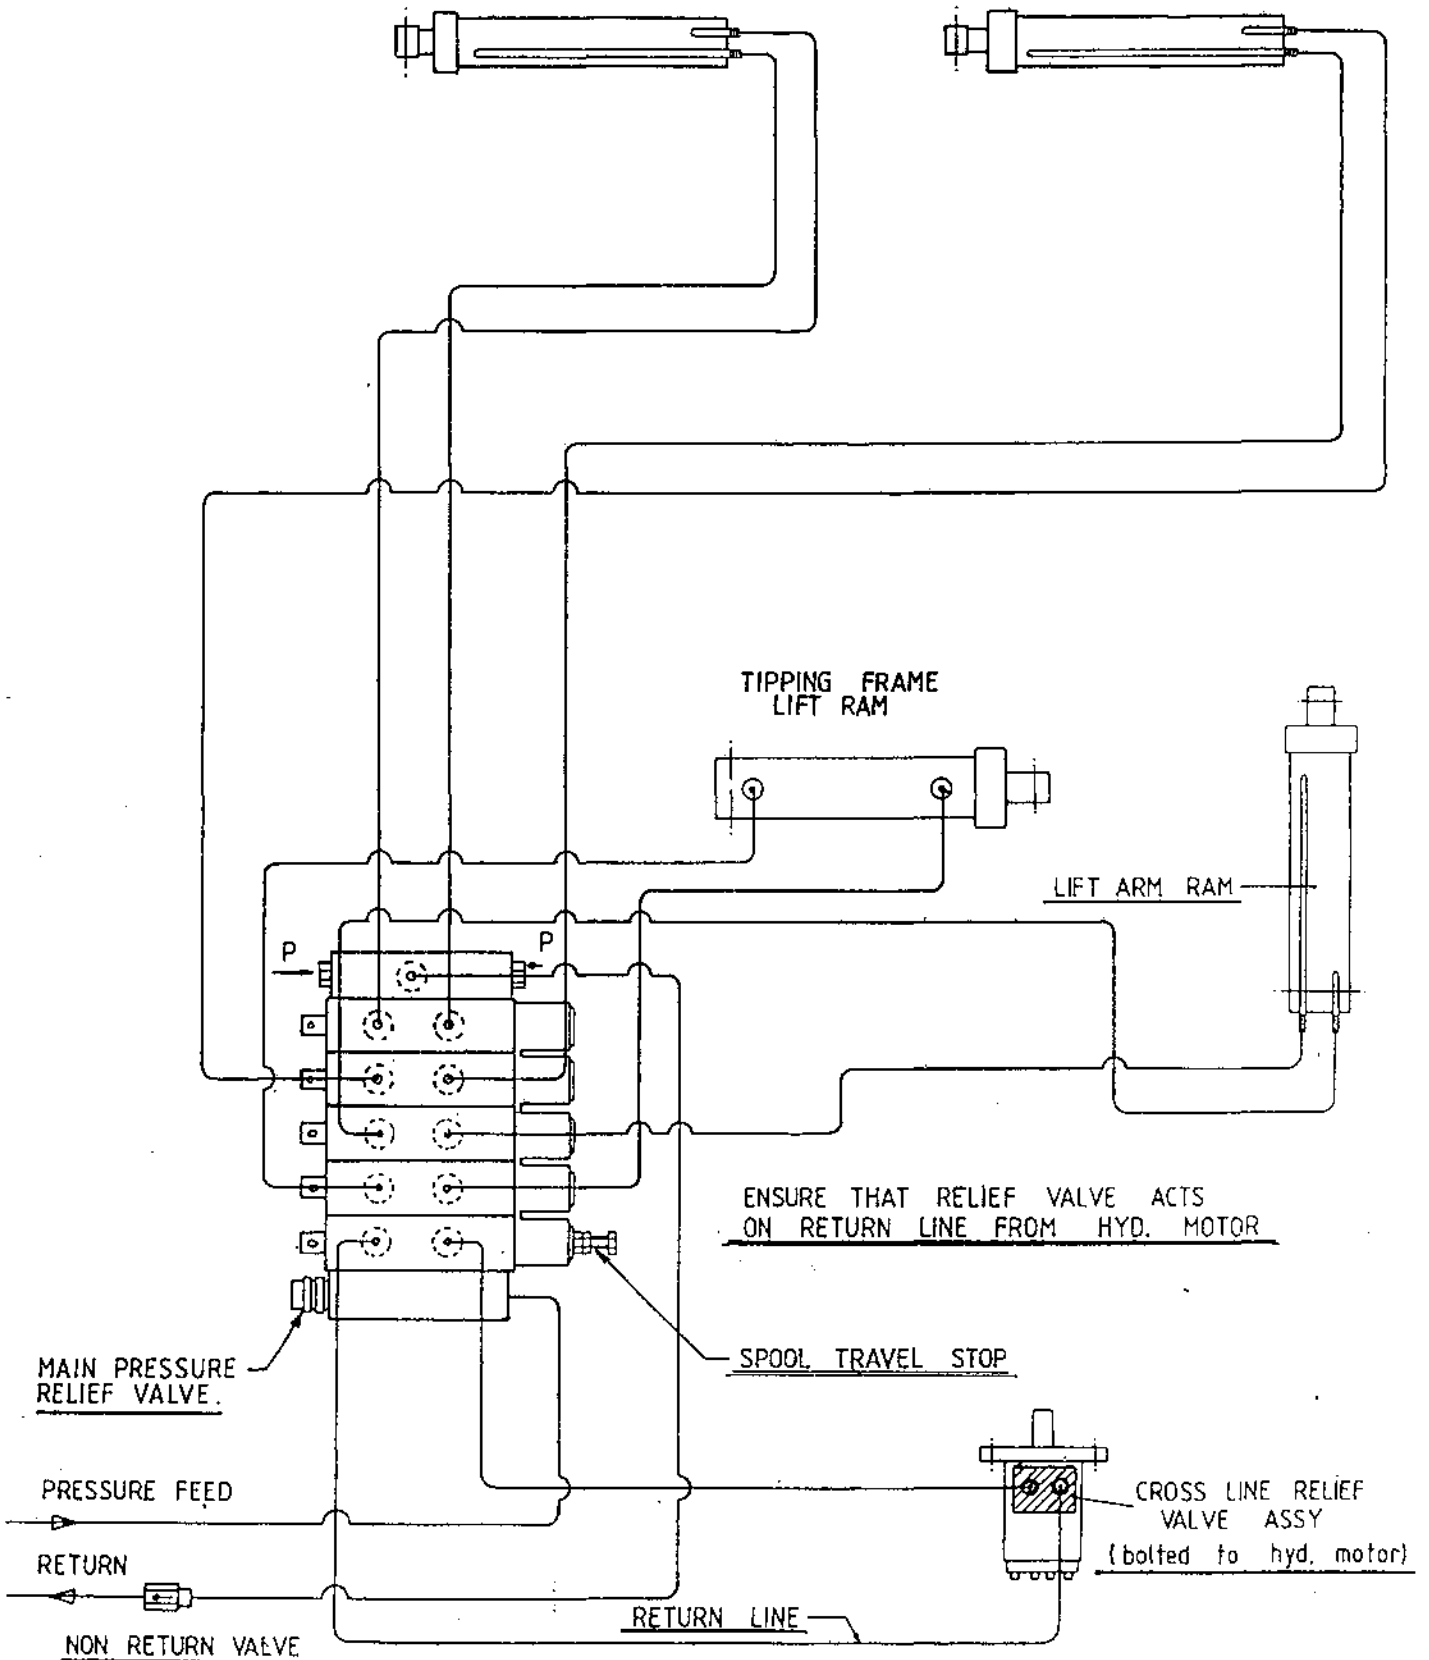 TIPPING FRAME
LIFT RAM
LIFT ARM RAM
P
P
ENSURE THAT RELIEF VALVE ACTS
ON RETURN LINE FROM HYD. MOTOR
MAIN PRESSURE
RELIEF VALVE.
SPOOL TRAVEL STOP
PRESSURE FEED
CROSS LINE RELIEF
VALVE ASSY
(bolted to hyd. motor)
RETURN
RETURN LINE
NON RETURN VALVE